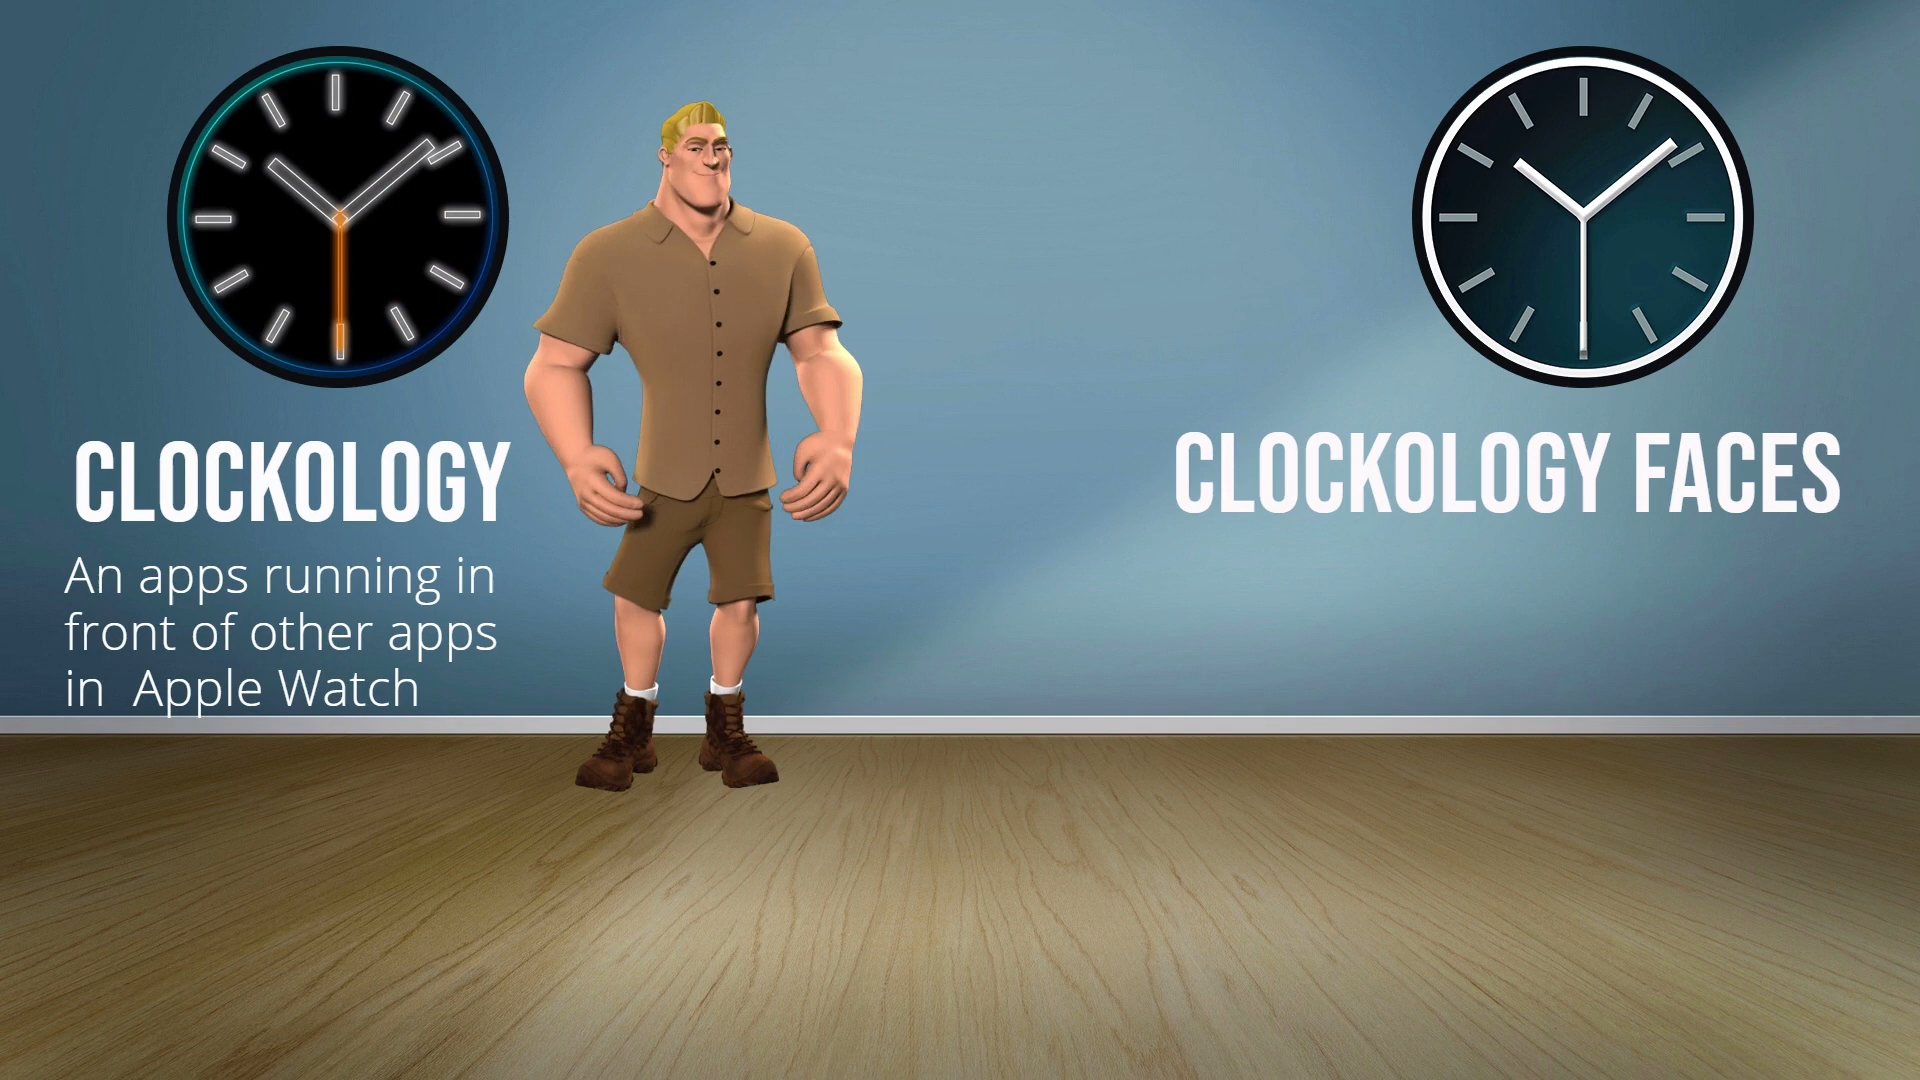 CLOCKOLOGY
An apps running in
front of other apps
in  Apple Watch
CLOCKOLOGY FACES